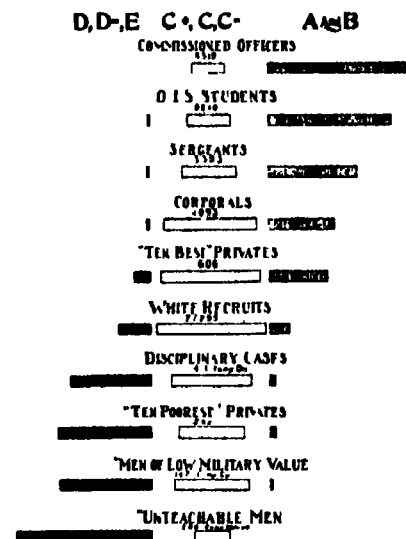 D, D-, E C+, C, C- A AND B
COMMISSIONED OFFICERS
O.T.S. STUDENTS
SERGEANTS
CORPORALS
"TEN BEST" PRIVATES
606
WHITE RECRUITS
DISCIPLINARY CASES
"TEN POOREST" PRIVATES
"MEN OF LOW MILITARY VALUE
"UNTEACHABLE MEN